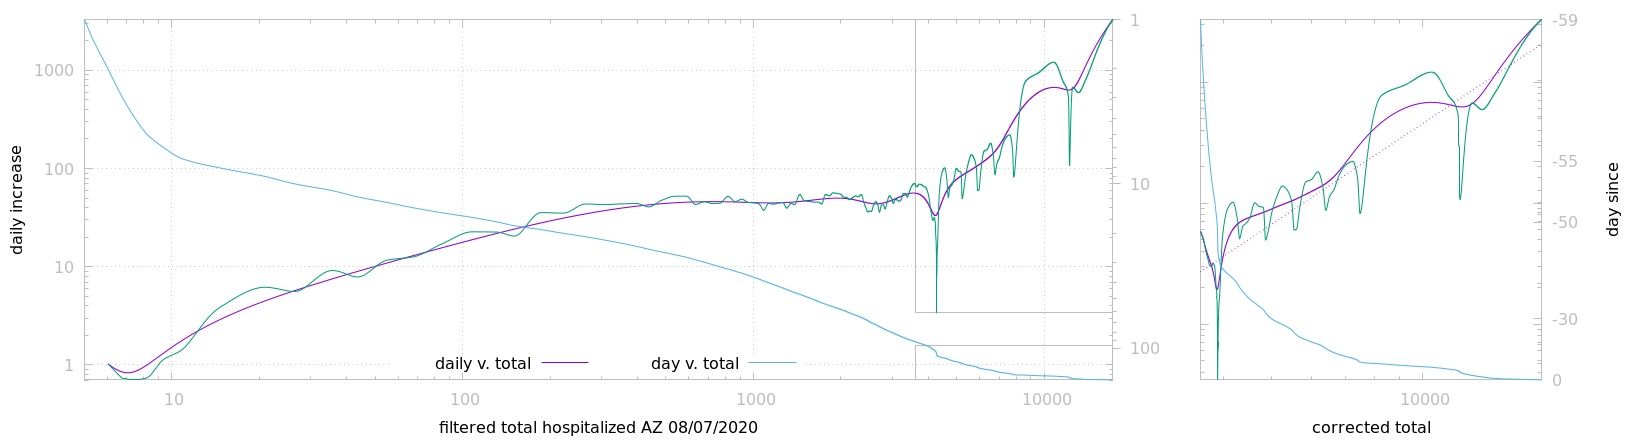 1000
100
10
1
daily increase
10
100
1000
10000
filtered total hospitalized AZ 08/07/2020
daily v. total
day v. total
1
10
100
10000
corrected total
-59
-55
-50
-30
0
day since